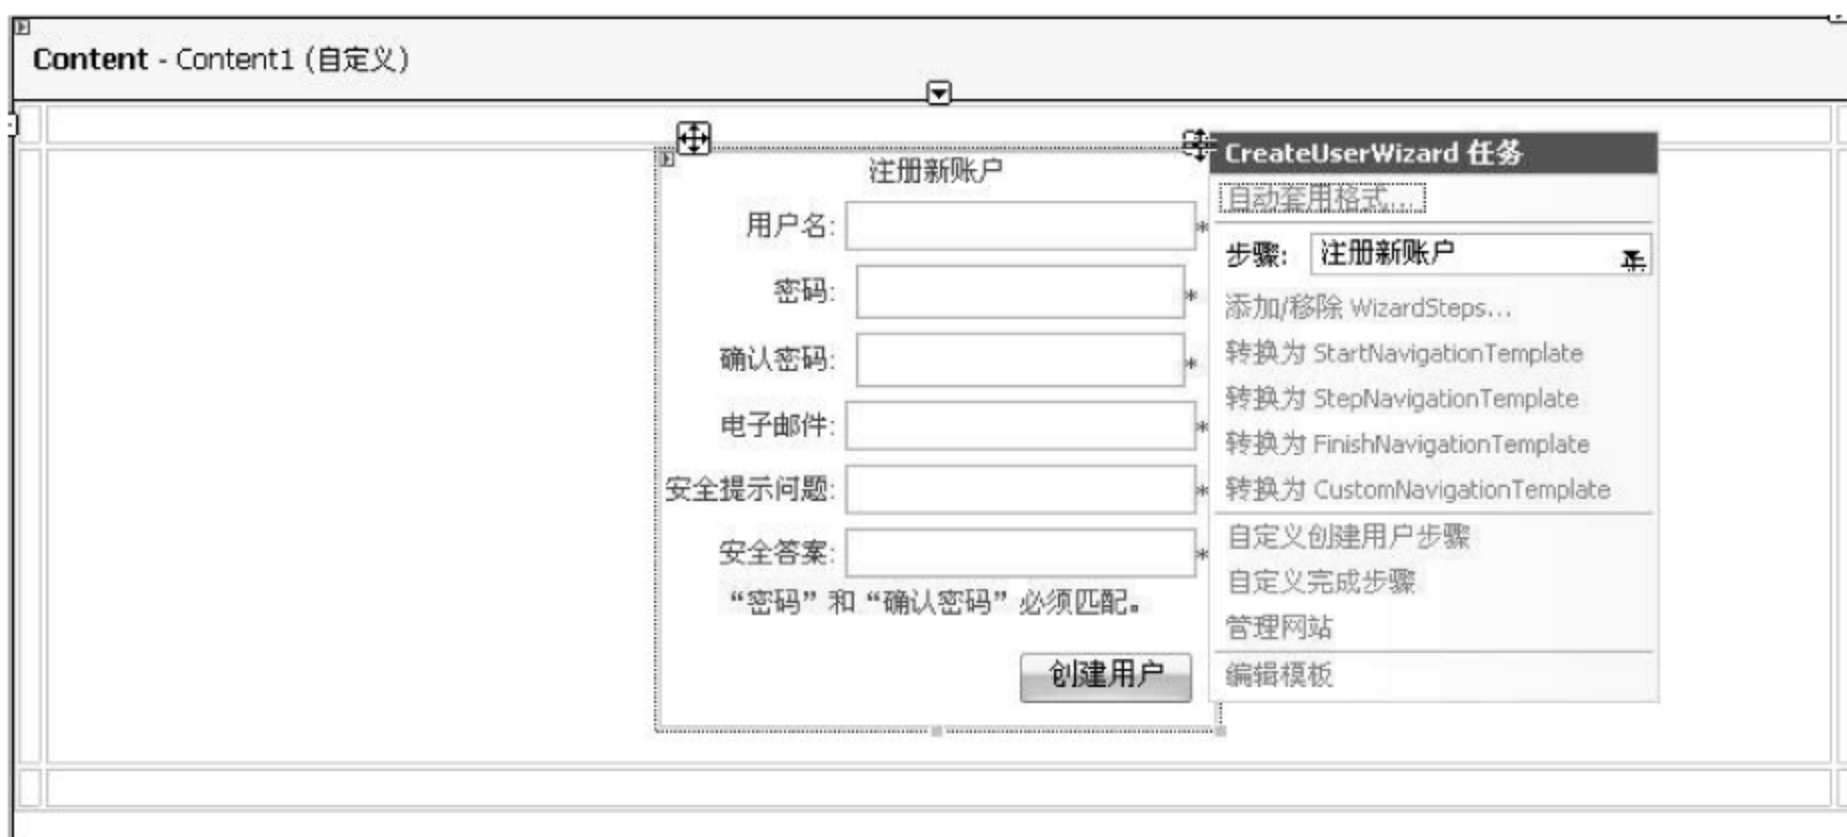 Content - Content1 (自定义)
注册新账户
用户名: *
密码: *
确认密码: *
电子邮件: *
安全提示问题: *
安全答案: *
“密码”和“确认密码”必须匹配。
创建用户
CreateUserWizard 任务
自动套用格式...
步骤: 注册新账户
添加/移除 WizardSteps...
转换为 StartNavigationTemplate
转换为 StepNavigationTemplate
转换为 FinishNavigationTemplate
转换为 CustomNavigationTemplate
自定义创建用户步骤
自定义完成步骤
管理网站
编辑模板